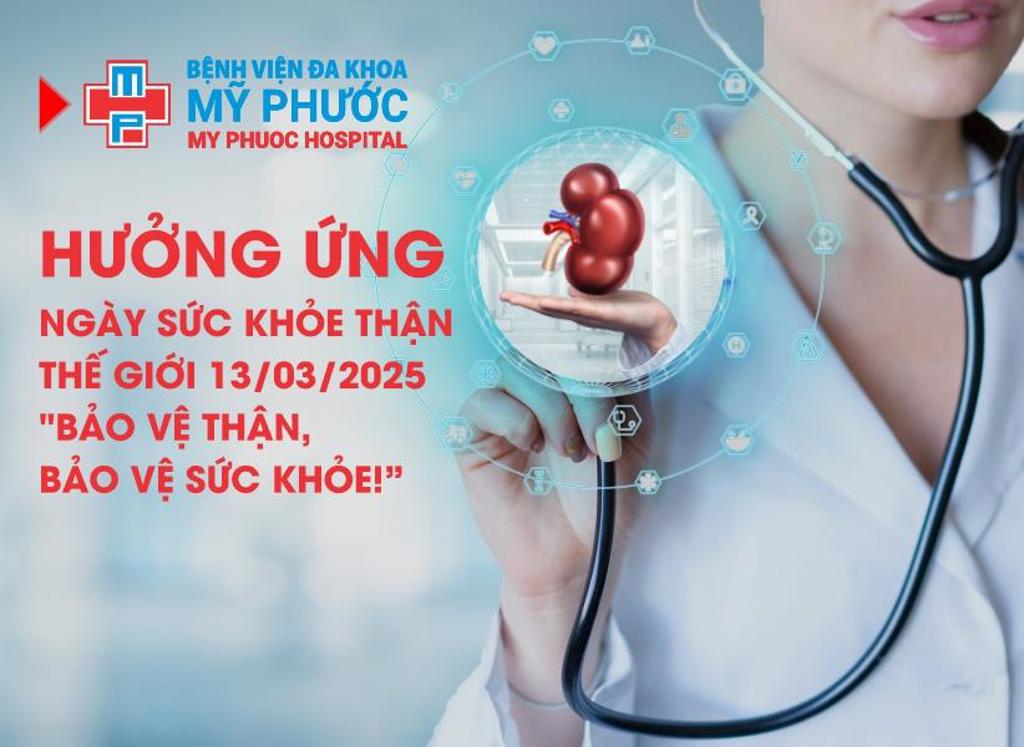 M
P
BỆNH VIỆN ĐA KHOA
MỸ PHƯỚC
MY PHUOC HOSPITAL
HƯỞNG ỨNG
NGÀY SỨC KHỎE THẬN
THẾ GIỚI 13/03/2025
"BẢO VỆ THẬN,
BẢO VỆ SỨC KHỎE!”